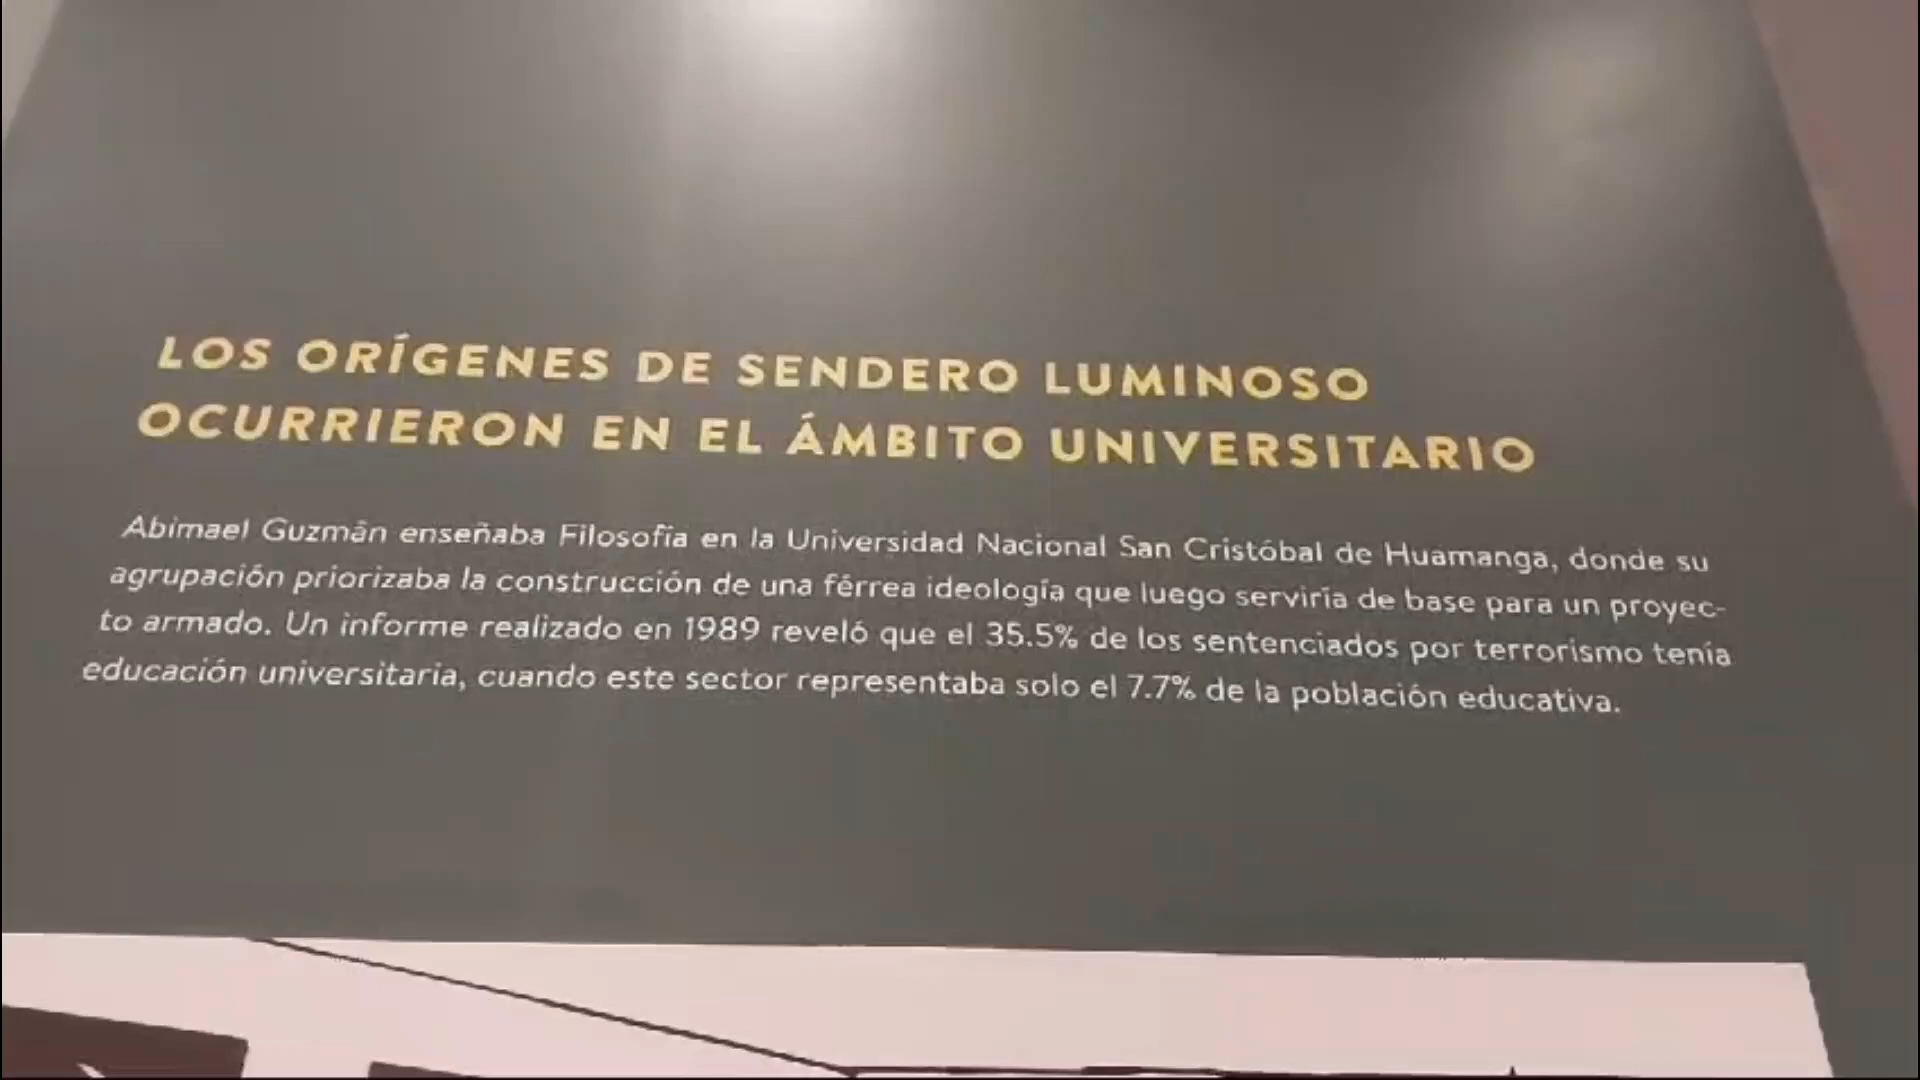 LOS ORÍGENES DE SENDERO LUMINOSO
OCURRIERON EN EL ÁMBITO UNIVERSITARIO
Abimael Guzmán enseñaba Filosofía en la Universidad Nacional San Cristóbal de Huamanga, donde su
agrupación priorizaba la construcción de una férrea ideología que luego serviría de base para un proyec-
to armado. Un informe realizado en 1989 reveló que el 35.5% de los sentenciados por terrorismo tenía
educación universitaria, cuando este sector representaba solo el 7.7% de la población educativa.